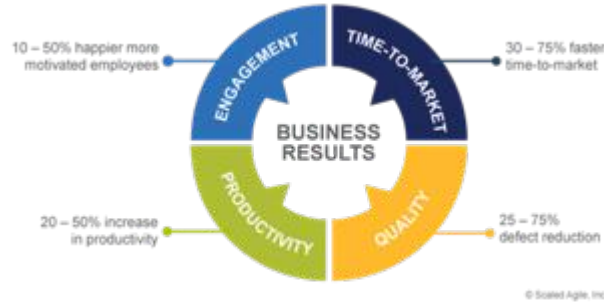 10 – 50% happier more
motivated employees
ENGAGEMENT
TIME-TO-MARKET
30 – 75% faster
time-to-market
BUSINESS
RESULTS
20 – 50% increase
in productivity
PRODUCTIVITY
QUALITY
25 – 75%
defect reduction
© Scaled Agile, Inc